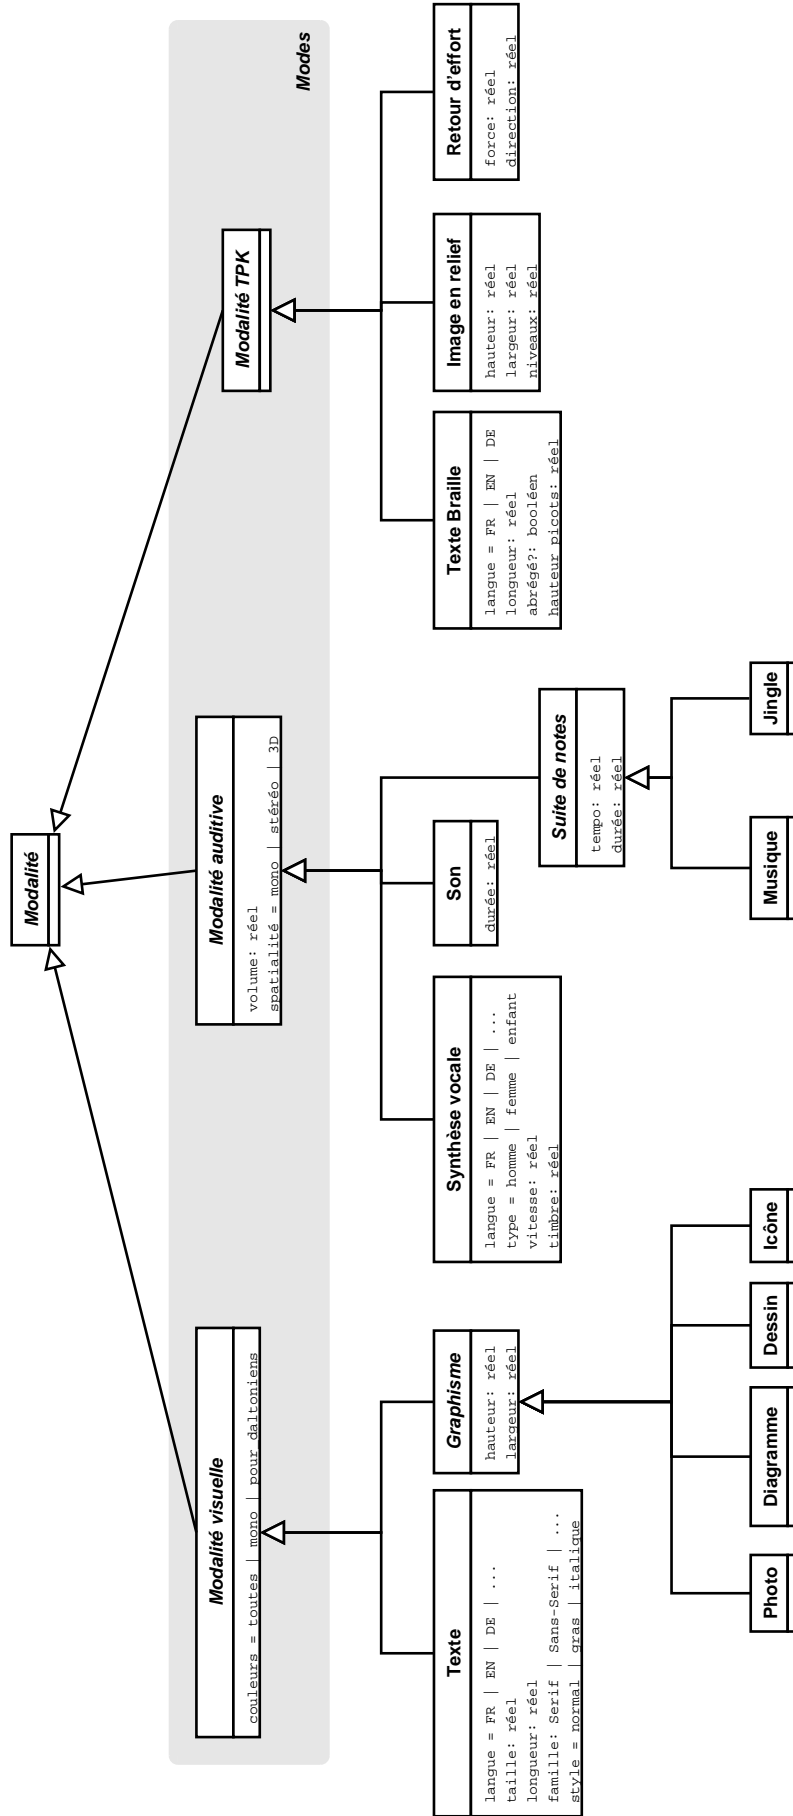 Modalité
Modes
Modalité visuelle
couleurs = toutes | mono | pour daltoniens
Modalité auditive
volume: réel
spatialité = mono | stéréo | 3D
Modalité TPK
Texte
langue = FR | EN | DE | ...
taille: réel
longueur: réel
famille: Serif | Sans-Serif | ...
style = normal | gras | italique
Graphisme
hauteur: réel
largeur: réel
Synthèse vocale
langue = FR | EN | DE | ...
type = homme | femme | enfant
vitesse: réel
timbre: réel
Son
durée: réel
Suite de notes
tempo: réel
durée: réel
Texte Braille
langue = FR | EN | DE
longueur: réel
abrégé?: booléen
hauteur picots: réel
Image en relief
hauteur: réel
largeur: réel
niveaux: réel
Retour d'effort
force: réel
direction: réel
Photo
Diagramme
Dessin
Icône
Musique
Jingle